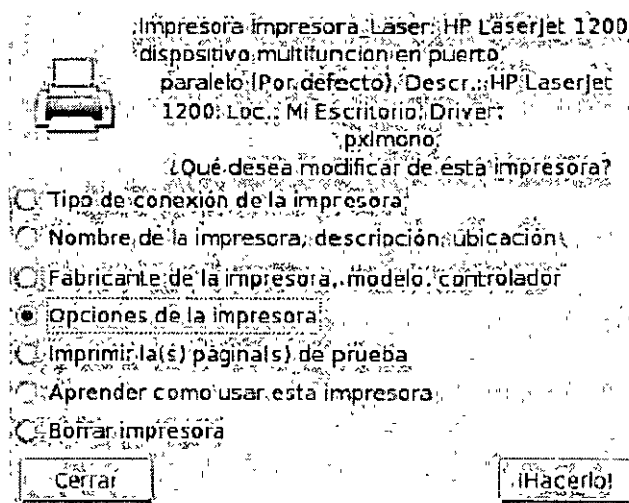 Impresora Impresora_Laser: HP LaserJet 1200,
dispositivo multifunción en puerto
paralelo (Por defecto), Descr.: HP LaserJet
1200, Loc.: Mi Escritorio, Driver:
pxlmono,
¿Qué desea modificar de esta impresora?
Tipo de conexión de la impresora
Nombre de la impresora, descripción, ubicación
Fabricante de la impresora, modelo, controlador
Opciones de la impresora
Imprimir la(s) página(s) de prueba
Aprender como usar esta impresora
Borrar impresora
Cerrar
¡Hacerlo!